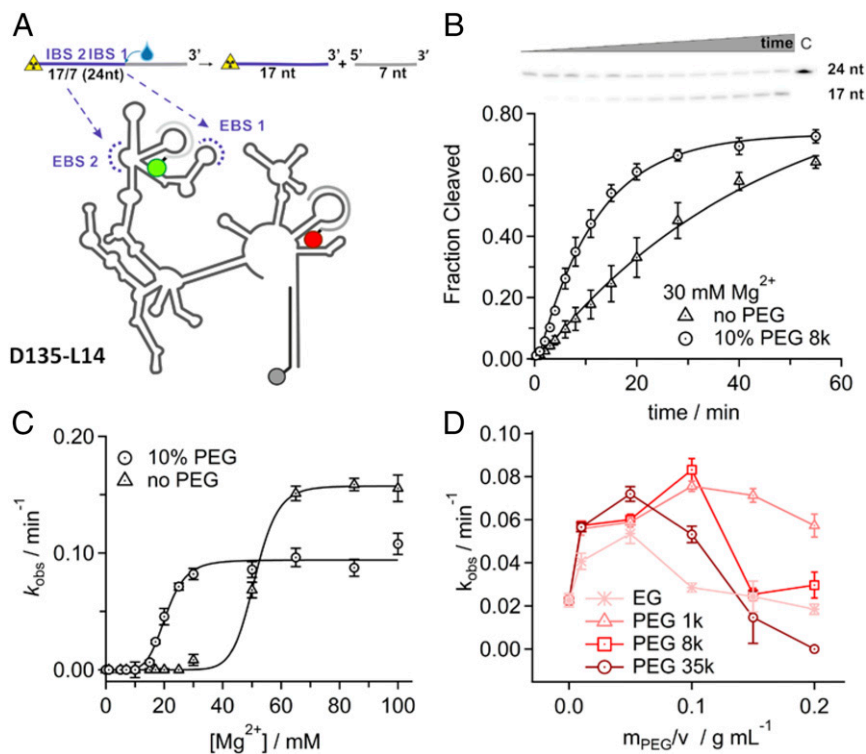 A
IBS 2 IBS 1
3'
3' 5'
3'
17/7 (24nt)
17 nt
+
7 nt
EBS 1
EBS 2
D135-L14
B
time
C
24 nt
17 nt
Fraction Cleaved
0.80
0.60
0.40
0.20
0.00
30 mM Mg²⁺
no PEG
10% PEG 8k
0
20
40
60
time / min
C
k_obs / min⁻¹
0.20
0.10
0.00
10% PEG
no PEG
0
20
40
60
80
100
[Mg²⁺] / mM
D
k_obs / min⁻¹
0.10
0.08
0.06
0.04
0.02
0.00
EG
PEG 1k
PEG 8k
PEG 35k
0.0
0.1
0.2
m_PEG/v / g mL⁻¹